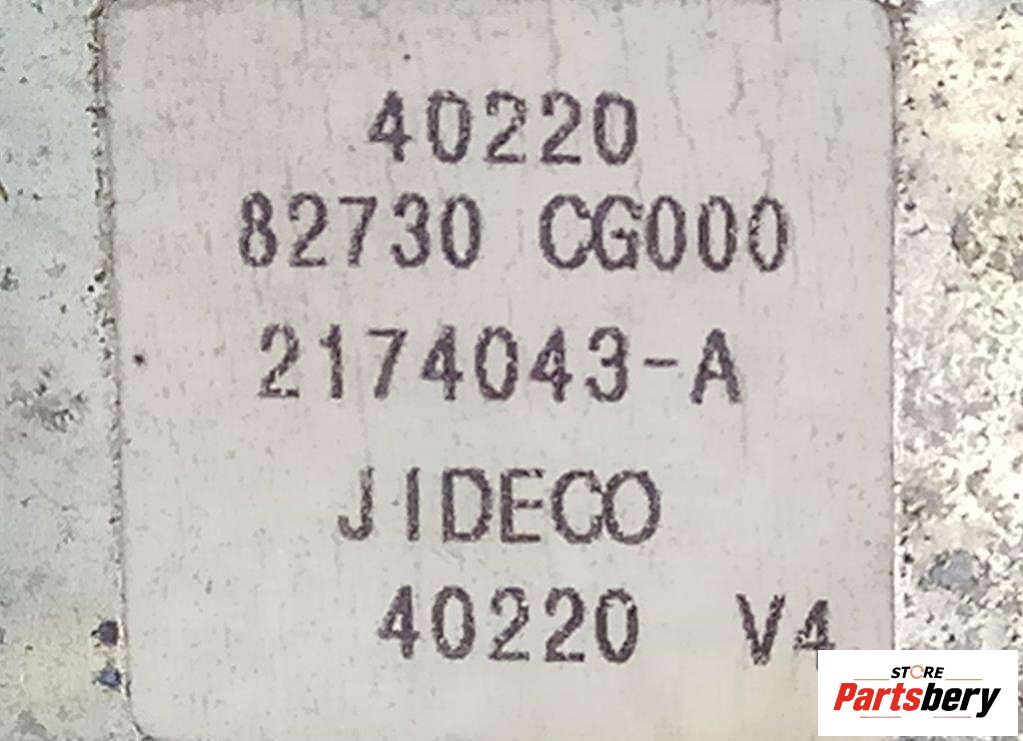 40220
82730 CG000
2174043-A
JIDECO
40220 V4
STORE
Partsbery